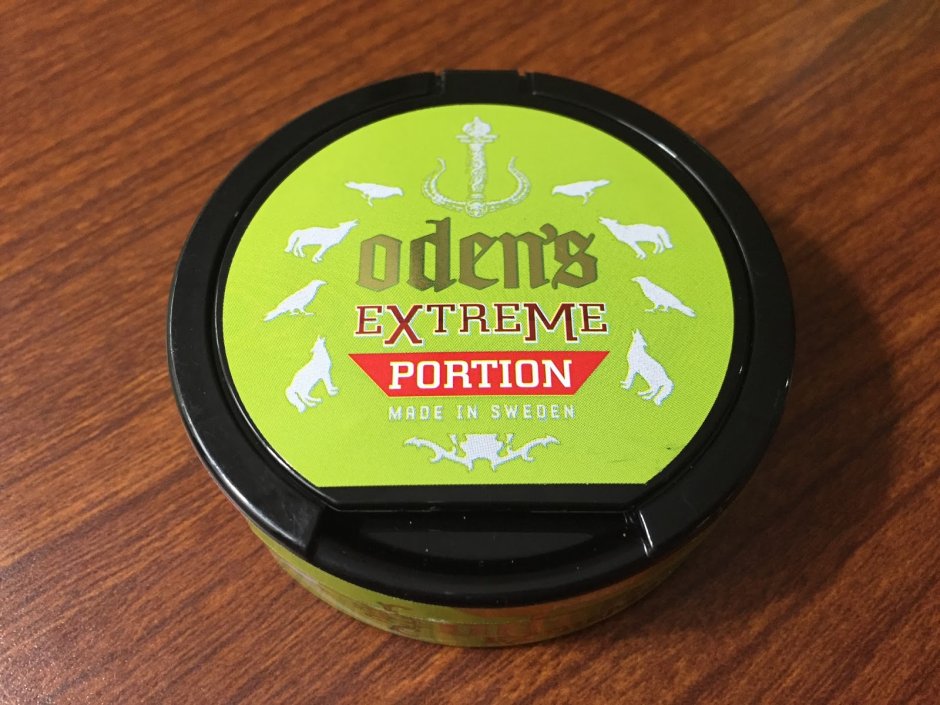 oden's
EXTREME
PORTION
MADE IN SWEDEN